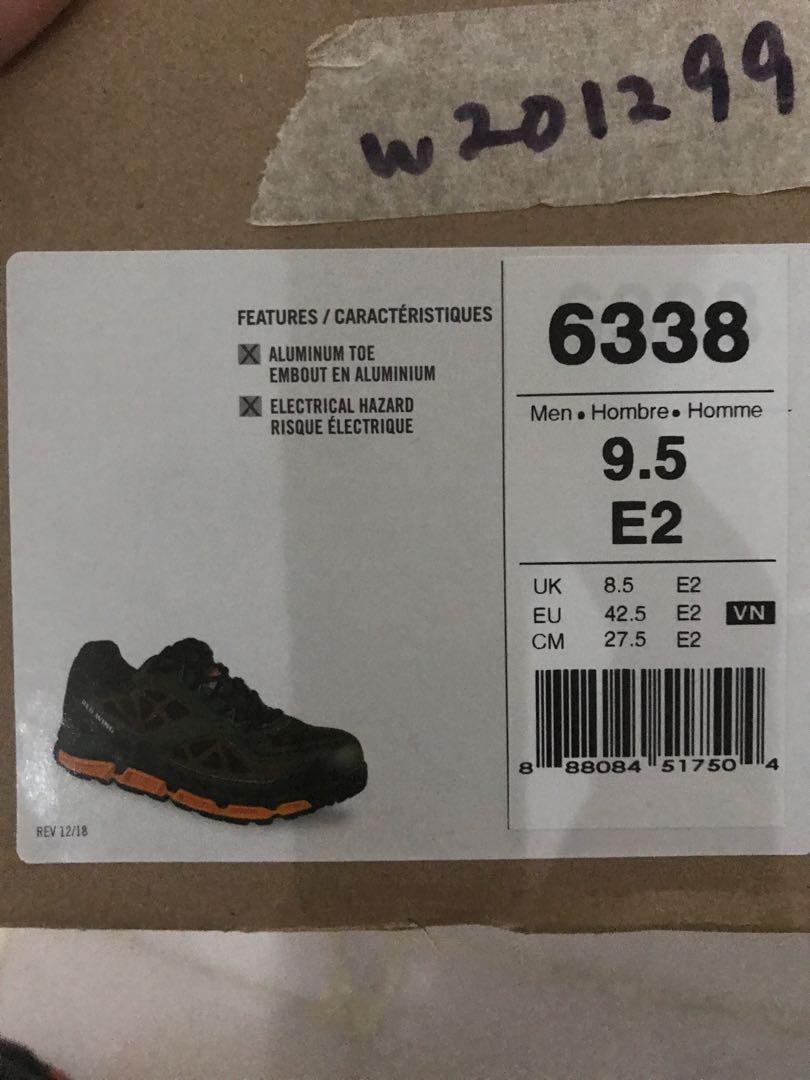 w201299
FEATURES / CARACTÉRISTIQUES
ALUMINUM TOE
EMBOUT EN ALUMINIUM
ELECTRICAL HAZARD
RISQUE ÉLECTRIQUE
6338
Men • Hombre • Homme
9.5
E2
UK 8.5 E2
EU 42.5 E2 VN
CM 27.5 E2
8 88084 51750 4
RED WING
REV 12/18